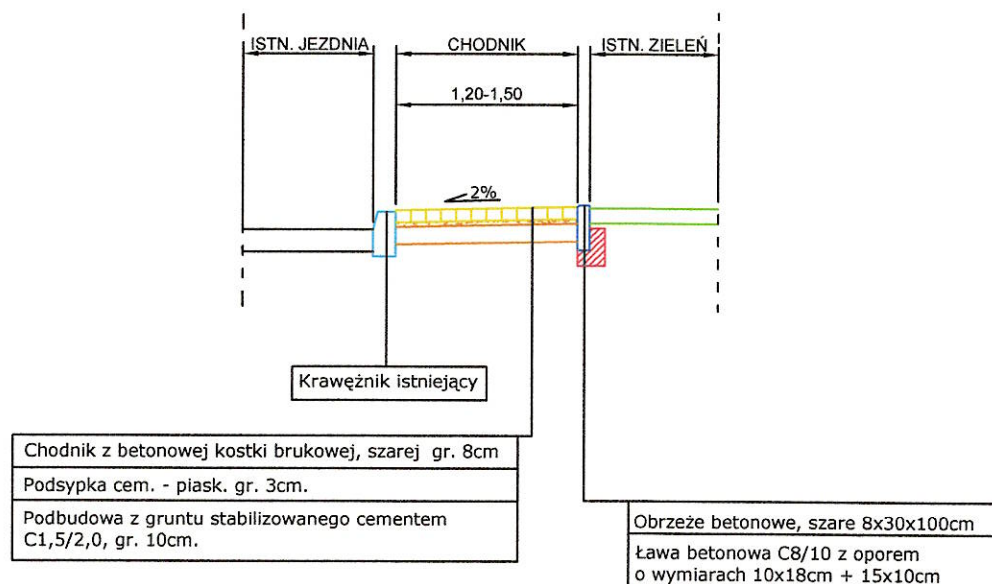 ISTN. JEZDNIA
CHODNIK
ISTN. ZIELEŃ
1,20-1,50
2%
Krawężnik istniejący
Chodnik z betonowej kostki brukowej, szarej gr. 8cm
Podsypka cem. - piask. gr. 3cm.
Podbudowa z gruntu stabilizowanego cementem
C1,5/2,0, gr. 10cm.
Obrzeże betonowe, szare 8x30x100cm
Ława betonowa C8/10 z oporem
o wymiarach 10x18cm + 15x10cm